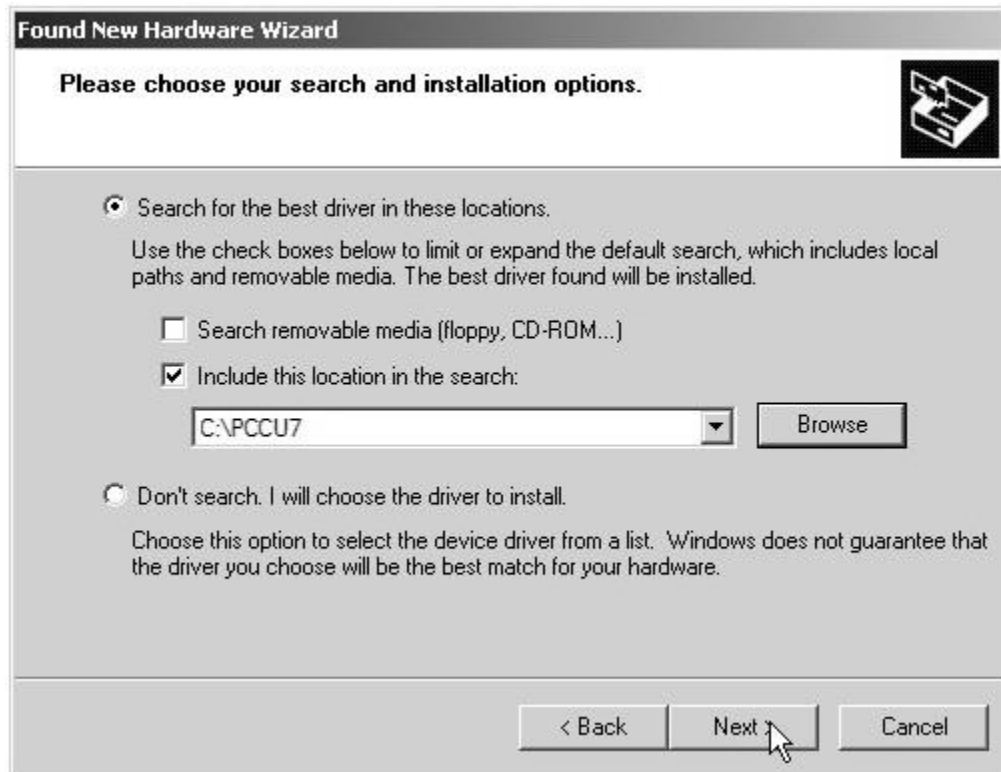 Found New Hardware Wizard
Please choose your search and installation options.
Search for the best driver in these locations.
Use the check boxes below to limit or expand the default search, which includes local
paths and removable media. The best driver found will be installed.
Search removable media (floppy, CD-ROM...)
Include this location in the search:
C:\PCCU7
Browse
Don't search. I will choose the driver to install.
Choose this option to select the device driver from a list. Windows does not guarantee that
the driver you choose will be the best match for your hardware.
< Back
Next >
Cancel